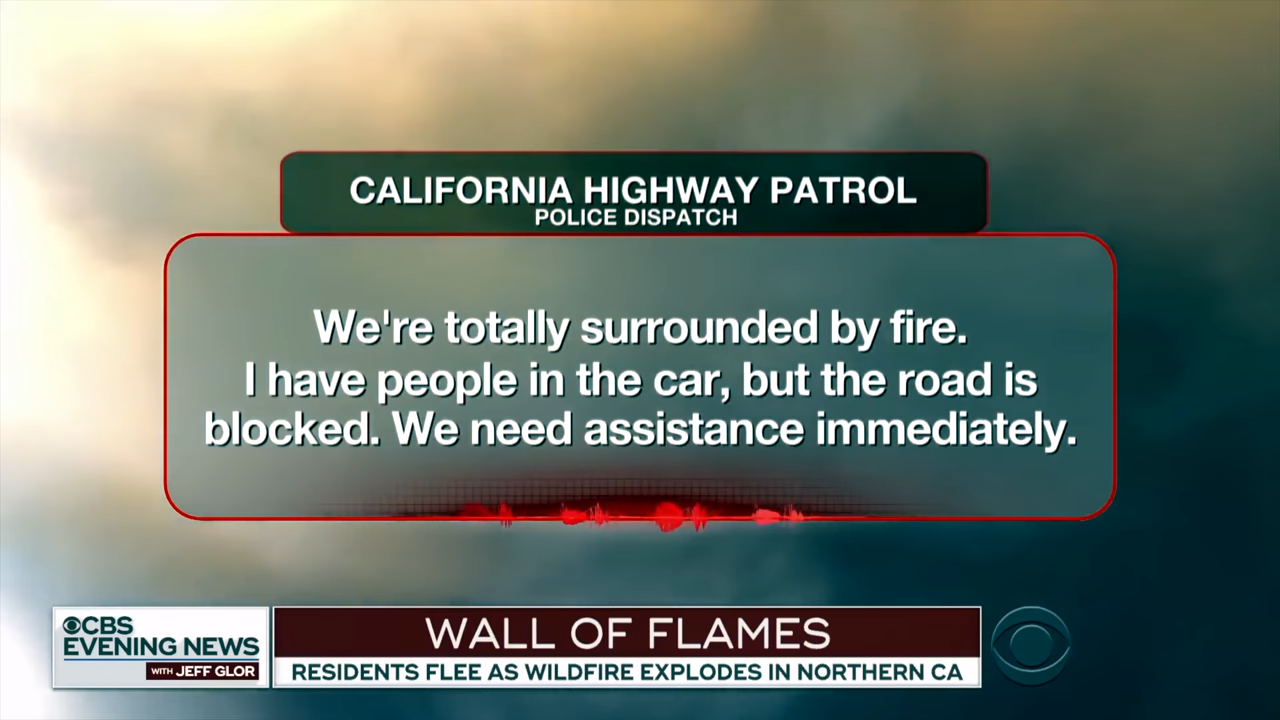 CALIFORNIA HIGHWAY PATROL
POLICE DISPATCH
We're totally surrounded by fire.
I have people in the car, but the road is
blocked. We need assistance immediately.
CBS
EVENING NEWS
WITH JEFF GLOR
WALL OF FLAMES
RESIDENTS FLEE AS WILDFIRE EXPLODES IN NORTHERN CA